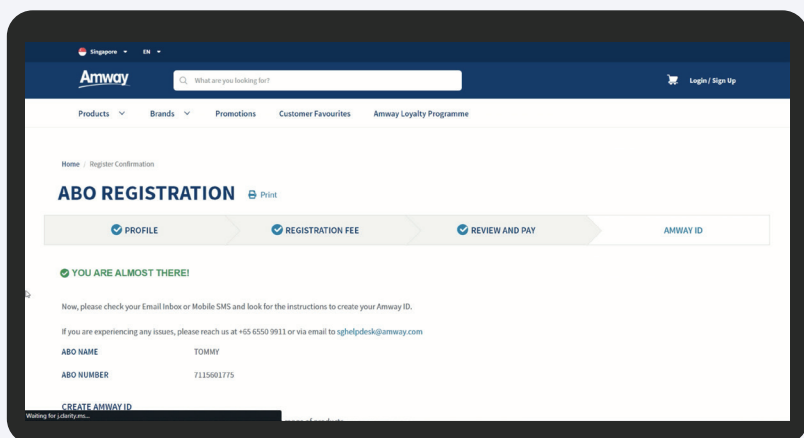 Singapore EN
Amway
What are you looking for?
Login / Sign Up
Products Brands Promotions Customer Favourites Amway Loyalty Programme
Home / Register Confirmation
ABO REGISTRATION Print
PROFILE REGISTRATION FEE REVIEW AND PAY AMWAY ID
YOU ARE ALMOST THERE!
Now, please check your Email Inbox or Mobile SMS and look for the instructions to create your Amway ID.
If you are experiencing any issues, please reach us at +65 6550 9911 or via email to sghelpdesk@amway.com
ABO NAME TOMMY
ABO NUMBER 7115601775
CREATE AMWAY ID
Waiting for j.clarity.ms...